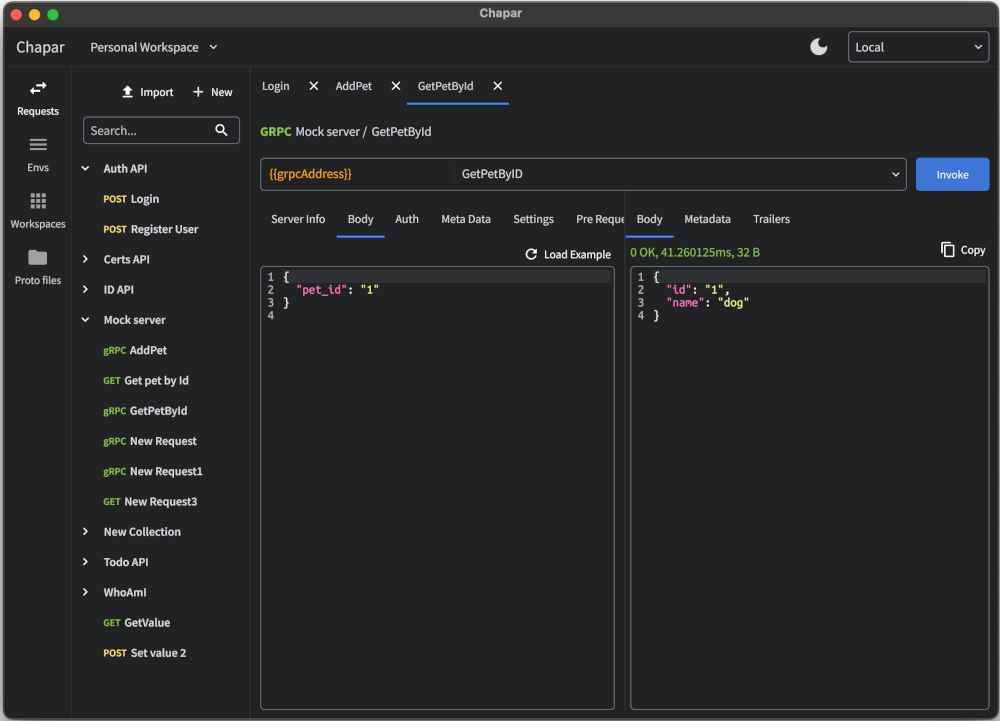 Chapar
Chapar
Personal Workspace
Local
Requests
Envs
Workspaces
Proto files
Import
New
Search...
Auth API
POST Login
POST Register User
Certs API
ID API
Mock server
gRPC AddPet
GET Get pet by Id
gRPC GetPetById
gRPC New Request
gRPC New Request1
GET New Request3
New Collection
Todo API
WhoAmI
GET GetValue
POST Set value 2
Login
AddPet
GetPetById
GRPC Mock server / GetPetById
{{grpcAddress}}
GetPetByID
Invoke
Server Info
Body
Auth
Meta Data
Settings
Pre Reque
Load Example
1 {
2 "pet_id": "1"
3 }
4
Body
Metadata
Trailers
0 OK, 41.260125ms, 32 B
Copy
1 {
2 "id": "1",
3 "name": "dog"
4 }